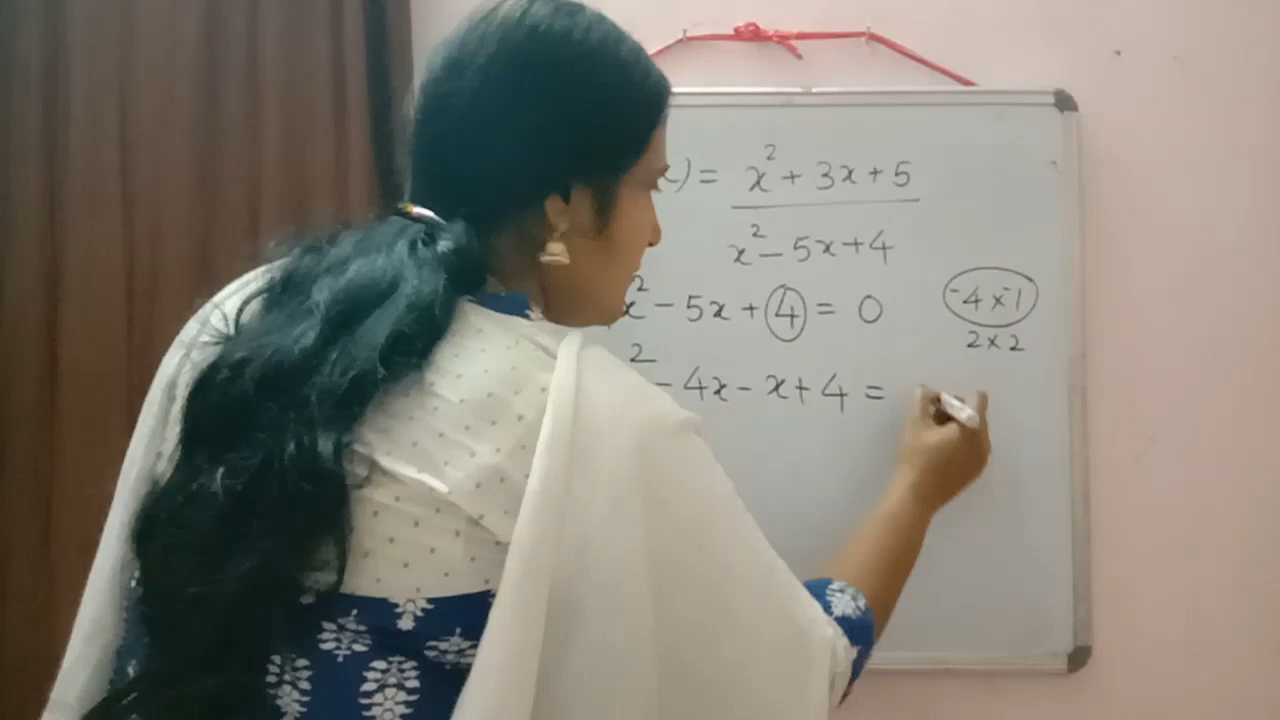 x) = x² + 3x + 5
x² - 5x + 4
x² - 5x + 4 = 0
-4 x -1
2 x 2
² - 4x - x + 4 =